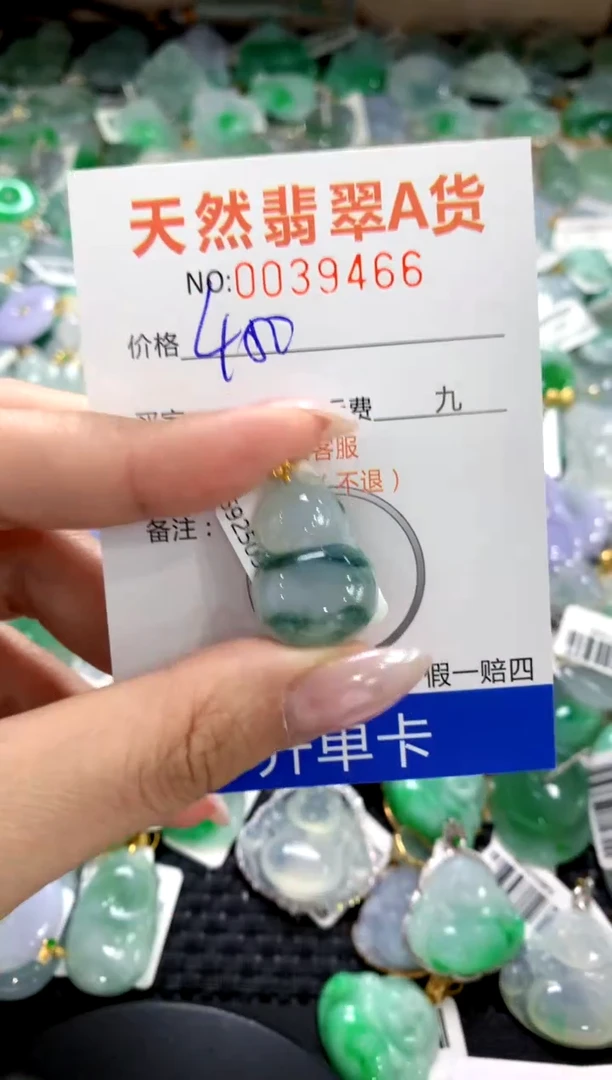 天然翡翠A货
NO:0039466
价格 400
费 九
客服
不退）
备注：
假一赔四
开单卡